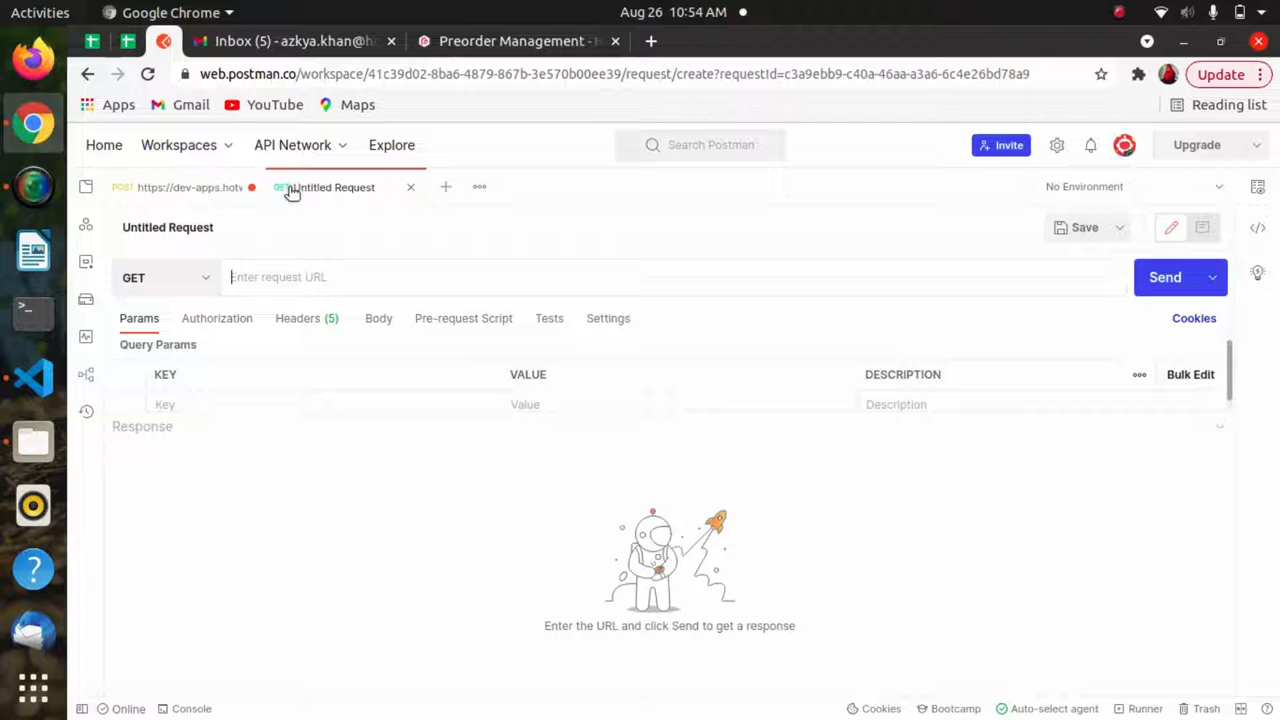 Activities Google Chrome Aug 26 10:54 AM
Inbox (5) - azkya.khan@h Preorder Management -
web.postman.co/workspace/41c39d02-8ba6-4879-867b-3e570b00ee39/request/create?requestId=c3a9ebb9-c40a-46aa-a3a6-6c4e26bd78a9 Update
Apps Gmail YouTube Maps Reading list
Home Workspaces API Network Explore Search Postman Invite Upgrade
POST https://dev-apps.hotw GET Untitled Request No Environment
Untitled Request Save
GET Enter request URL Send
Params Authorization Headers (5) Body Pre-request Script Tests Settings Cookies
Query Params
KEY VALUE DESCRIPTION Bulk Edit
Key Value Description
Response
Enter the URL and click Send to get a response
Online Console Cookies Bootcamp Auto-select agent Runner Trash